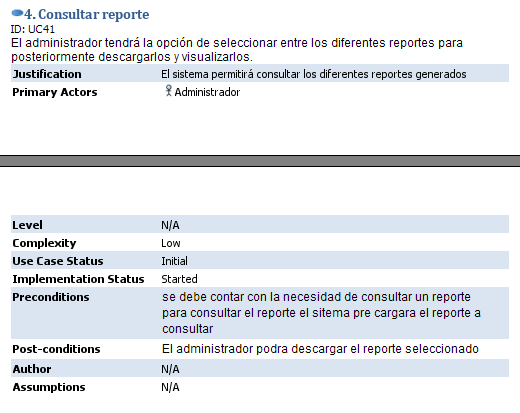 4. Consultar reporte
ID: UC41
El administrador tendrá la opción de seleccionar entre los diferentes reportes para
posteriormente descargarlos y visualizarlos.
Justification El sistema permitirá consultar los diferentes reportes generados
Primary Actors Administrador
Level N/A
Complexity Low
Use Case Status Initial
Implementation Status Started
Preconditions se debe contar con la necesidad de consultar un reporte
para consultar el reporte el sitema pre cargara el reporte a
consultar
Post-conditions El administrador podra descargar el reporte seleccionado
Author N/A
Assumptions N/A